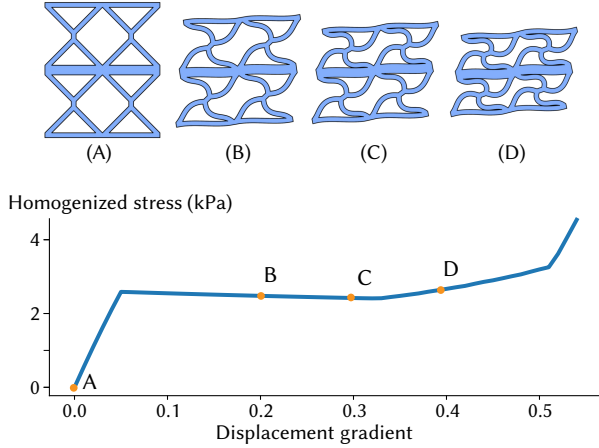 (A)
(B)
(C)
(D)
Homogenized stress (kPa)
4
2
0
A
B
C
D
0.0
0.1
0.2
0.3
0.4
0.5
Displacement gradient